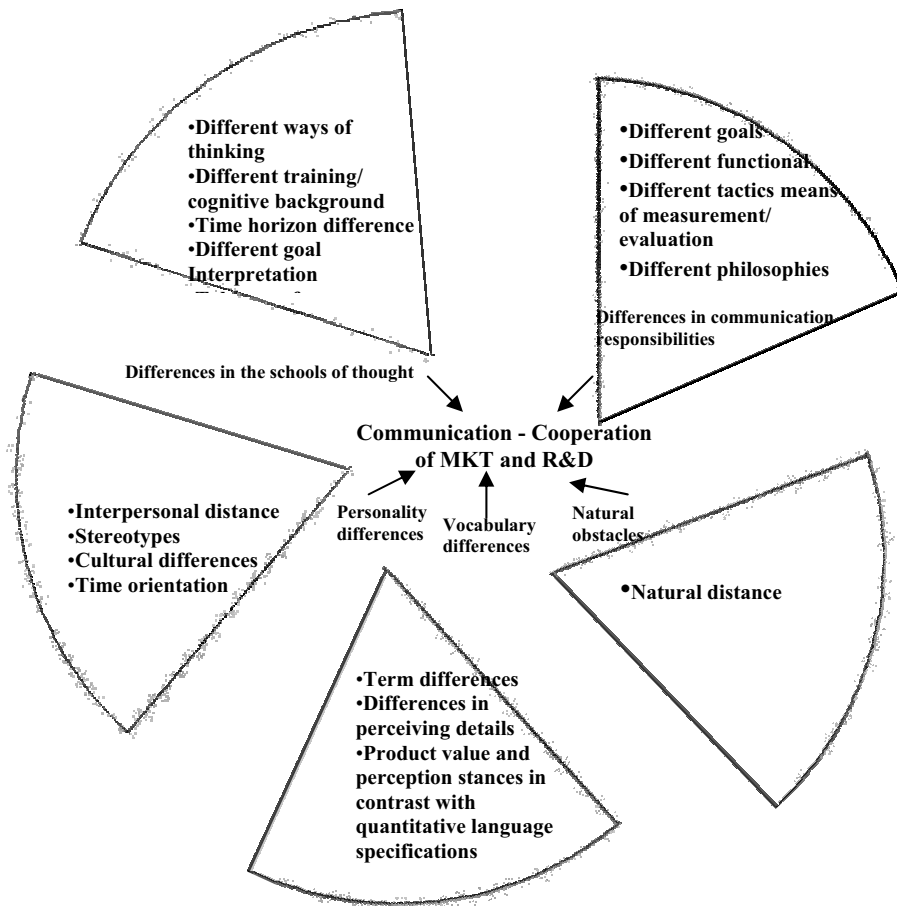 •Different ways of
thinking
•Different training/
cognitive background
•Time horizon difference
•Different goal
Interpretation
•Different goals
•Different functional
•Different tactics means
of measurement/
evaluation
•Different philosophies
Differences in communication
responsibilities
Differences in the schools of thought
Communication - Cooperation
of MKT and R&D
Personality
differences
Vocabulary
differences
Natural
obstacles
•Interpersonal distance
•Stereotypes
•Cultural differences
•Time orientation
•Natural distance
•Term differences
•Differences in
perceiving details
•Product value and
perception stances in
contrast with
quantitative language
specifications